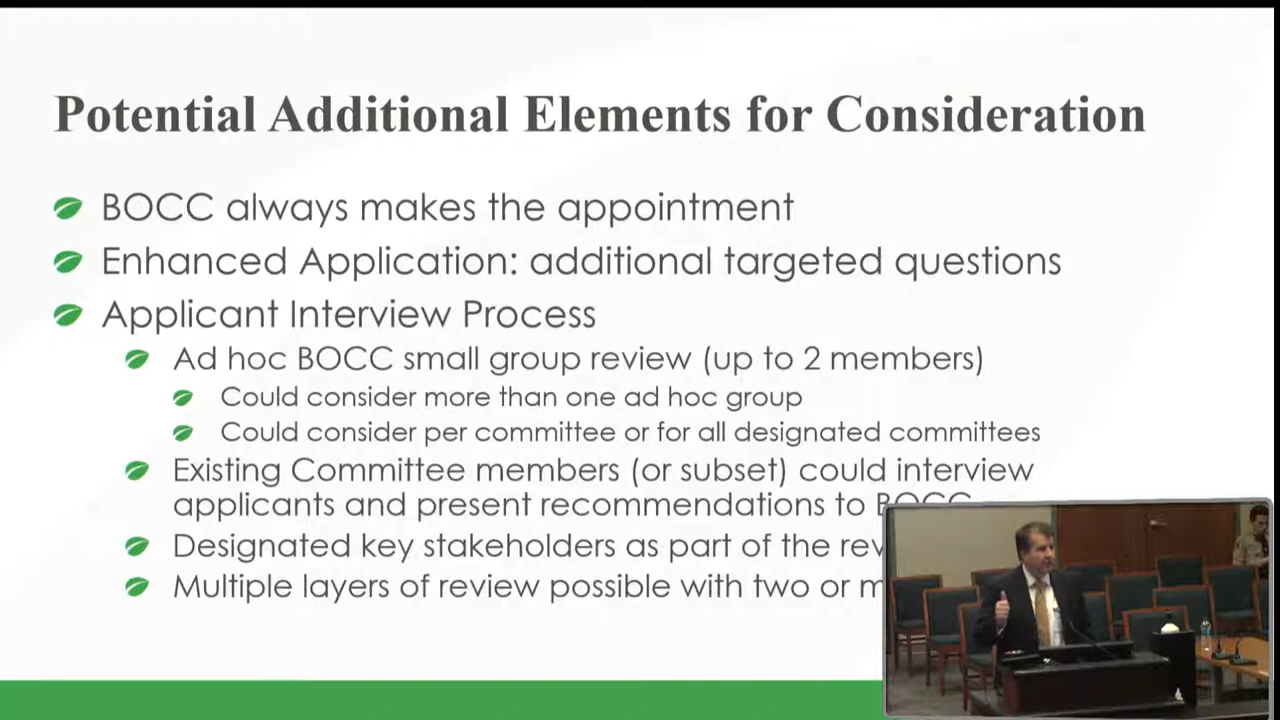 Potential Additional Elements for Consideration
BOCC always makes the appointment
Enhanced Application: additional targeted questions
Applicant Interview Process
Ad hoc BOCC small group review (up to 2 members)
Could consider more than one ad hoc group
Could consider per committee or for all designated committees
Existing Committee members (or subset) could interview
applicants and present recommendations to BOCC
Designated key stakeholders as part of the
Multiple layers of review possible with two or